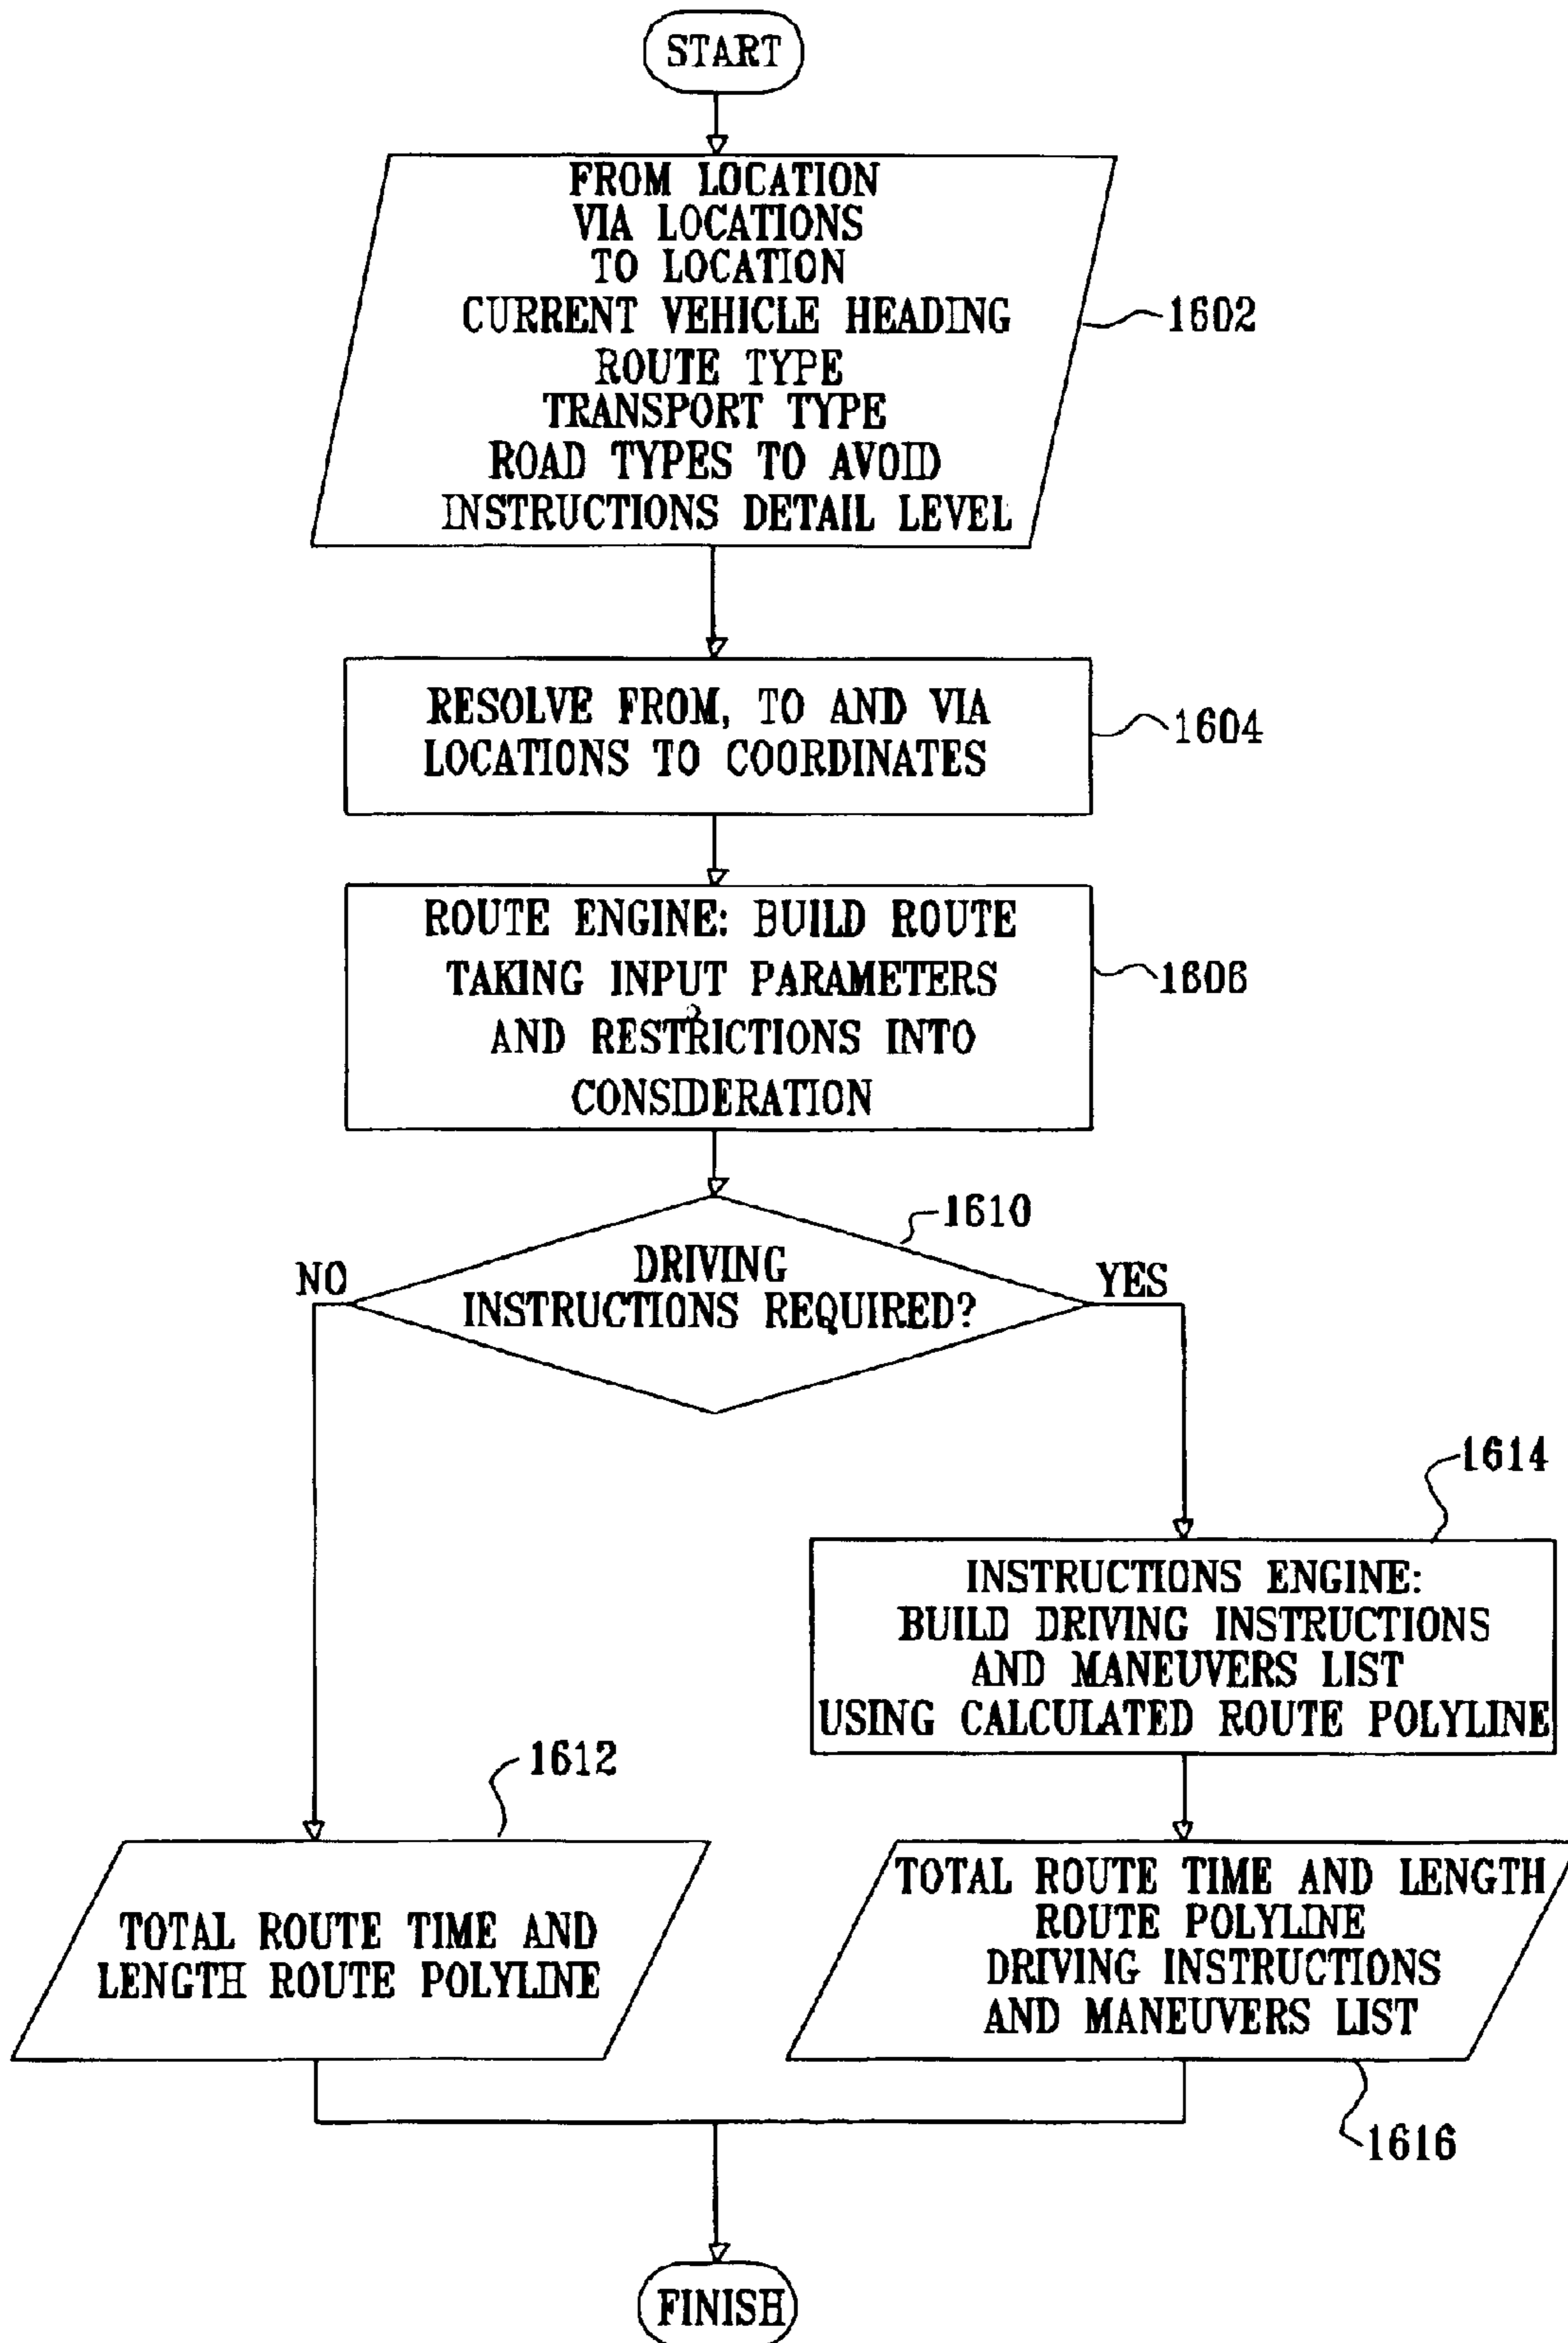 START
FROM LOCATION
VIA LOCATIONS
TO LOCATION
CURRENT VEHICLE HEADING
ROUTE TYPE
TRANSPORT TYPE
ROAD TYPES TO AVOID
INSTRUCTIONS DETAIL LEVEL
1602
RESOLVE FROM, TO AND VIA
LOCATIONS TO COORDINATES
1604
ROUTE ENGINE: BUILD ROUTE
TAKING INPUT PARAMETERS
AND RESTRICTIONS INTO
CONSIDERATION
1606
1610
DRIVING
INSTRUCTIONS REQUIRED?
NO
YES
1614
INSTRUCTIONS ENGINE:
BUILD DRIVING INSTRUCTIONS
AND MANEUVERS LIST
USING CALCULATED ROUTE POLYLINE
1612
TOTAL ROUTE TIME AND
LENGTH ROUTE POLYLINE
TOTAL ROUTE TIME AND LENGTH
ROUTE POLYLINE
DRIVING INSTRUCTIONS
AND MANEUVERS LIST
1616
FINISH